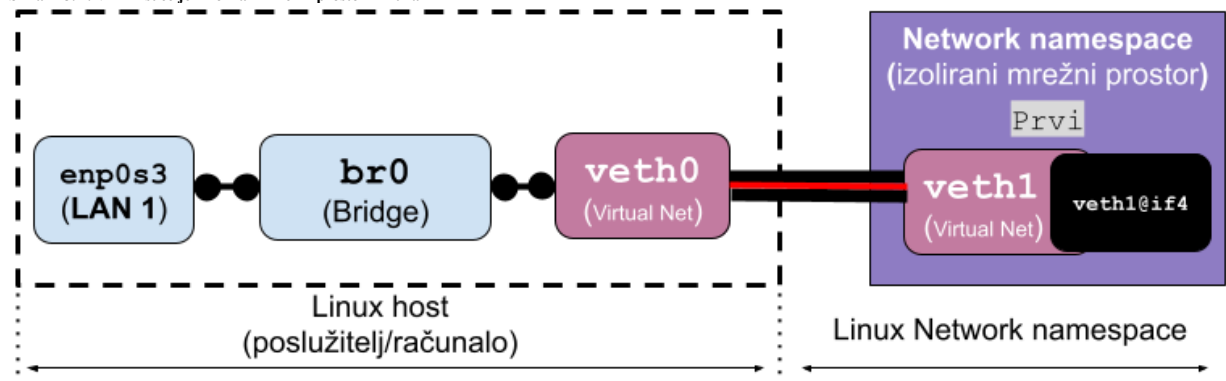 Network namespace
(izolirani mrežni prostor)
Prvi
enp0s3
(LAN 1)
br0
(Bridge)
veth0
(Virtual Net)
veth1
(Virtual Net)
veth1@if4
Linux host
(poslužitelj/računalo)
Linux Network namespace